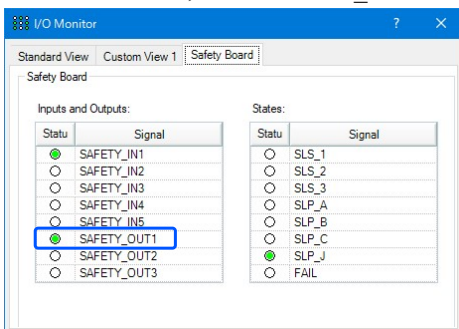 I/O Monitor ? ×
Standard View Custom View 1 Safety Board
Safety Board
Inputs and Outputs: States:
Statu Signal Statu Signal
SAFETY_IN1 SLS_1
SAFETY_IN2 SLS_2
SAFETY_IN3 SLS_3
SAFETY_IN4 SLP_A
SAFETY_IN5 SLP_B
SAFETY_OUT1 SLP_C
SAFETY_OUT2 SLP_J
SAFETY_OUT3 FAIL